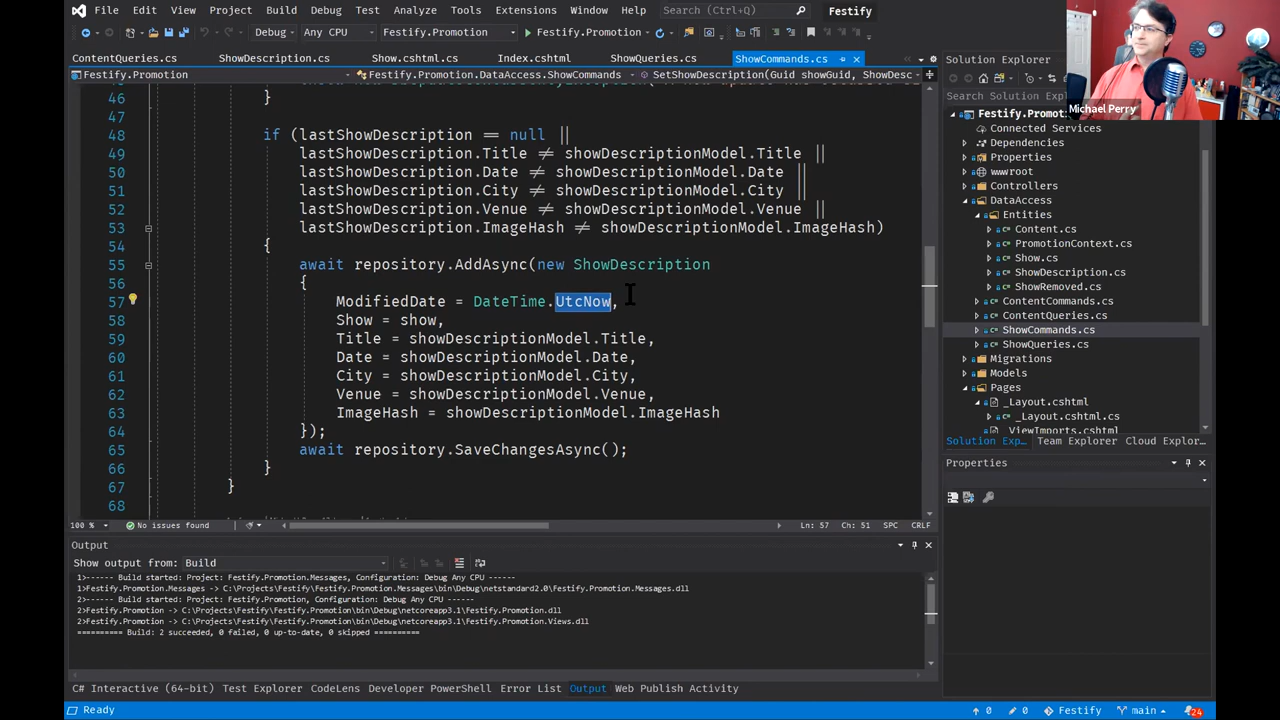 File Edit View Project Build Debug Test Analyze Tools Extensions Window Help Search (Ctrl+Q) Festify
Debug Any CPU Festify.Promotion Festify.Promotion
ContentQueries.cs ShowDescription.cs Show.cshtml.cs Index.cshtml ShowQueries.cs ShowCommands.cs
Festify.Promotion Festify.Promotion.DataAccess.ShowCommands SetShowDescription(Guid showGuid, ShowDesc
46 }
47
48 if (lastShowDescription == null ||
49 lastShowDescription.Title ≠ showDescriptionModel.Title ||
50 lastShowDescription.Date ≠ showDescriptionModel.Date ||
51 lastShowDescription.City ≠ showDescriptionModel.City ||
52 lastShowDescription.Venue ≠ showDescriptionModel.Venue ||
53 lastShowDescription.ImageHash ≠ showDescriptionModel.ImageHash)
54 {
55 await repository.AddAsync(new ShowDescription
56 {
57 ModifiedDate = DateTime.UtcNow,
58 Show = show,
59 Title = showDescriptionModel.Title,
60 Date = showDescriptionModel.Date,
61 City = showDescriptionModel.City,
62 Venue = showDescriptionModel.Venue,
63 ImageHash = showDescriptionModel.ImageHash
64 });
65 await repository.SaveChangesAsync();
66 }
67 }
68
100 % No issues found Ln: 57 Ch: 51 SPC CRLF
Output
Show output from: Build
1>------ Build started: Project: Festify.Promotion.Messages, Configuration: Debug Any CPU ------
1>Festify.Promotion.Messages -> C:\Projects\Festify\Festify.Promotion.Messages\bin\Debug\netstandard2.0\Festify.Promotion.Messages.dll
2>------ Build started: Project: Festify.Promotion, Configuration: Debug Any CPU ------
2>Festify.Promotion -> C:\Projects\Festify\Festify.Promotion\bin\Debug\netcoreapp3.1\Festify.Promotion.dll
2>Festify.Promotion -> C:\Projects\Festify\Festify.Promotion\bin\Debug\netcoreapp3.1\Festify.Promotion.Views.dll
========== Build: 2 succeeded, 0 failed, 0 up-to-date, 0 skipped ==========
C# Interactive (64-bit) Test Explorer CodeLens Developer PowerShell Error List Output Web Publish Activity
Solution Explorer
Search Solution Explorer
Michael Perry
Festify.Promotio
Connected Services
Dependencies
Properties
wwwroot
Controllers
DataAccess
Entities
Content.cs
PromotionContext.cs
Show.cs
ShowDescription.cs
ShowRemoved.cs
ContentCommands.cs
ContentQueries.cs
ShowCommands.cs
ShowQueries.cs
Migrations
Models
Pages
_Layout.cshtml
_Layout.cshtml.cs
_ViewImports.cshtml
Solution Exp... Team Explorer Cloud Explor...
Properties
Ready 0 0 Festify main 24